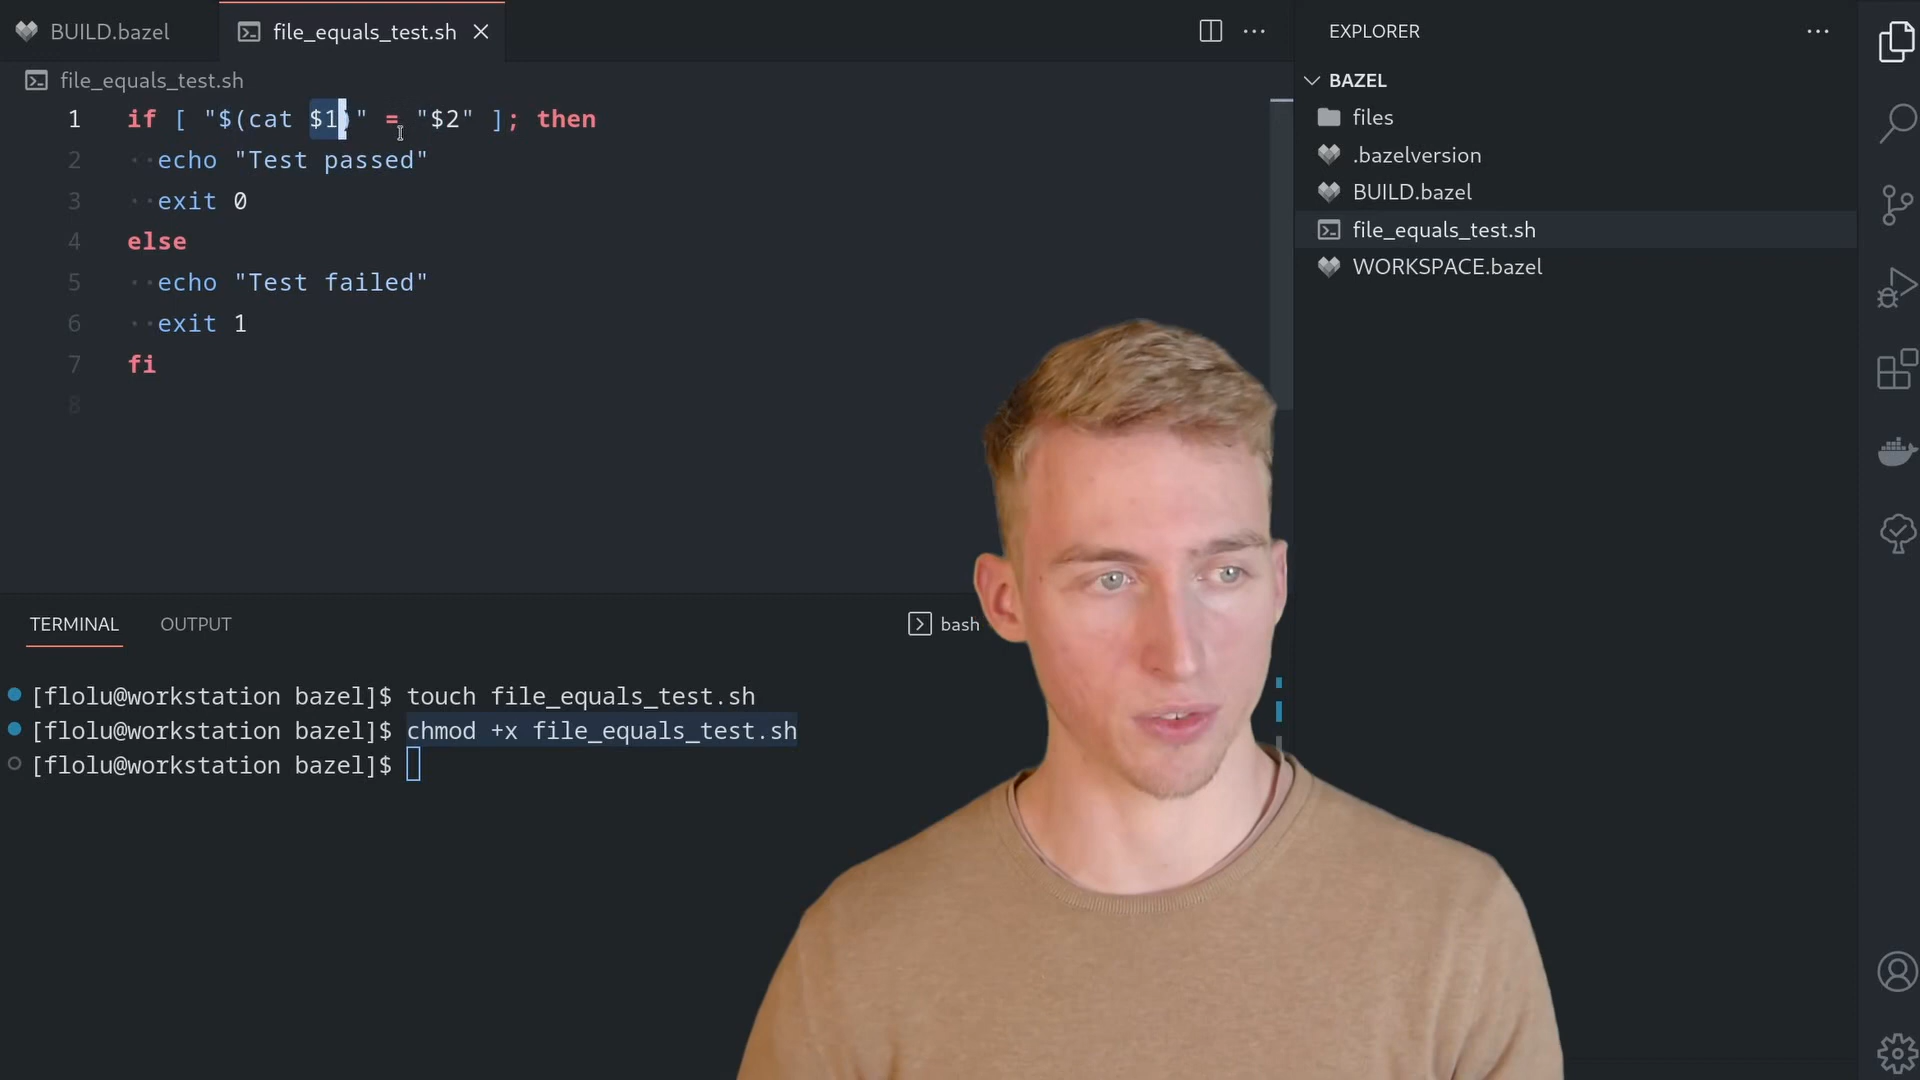 BUILD.bazel
file_equals_test.sh
EXPLORER
file_equals_test.sh
BAZEL
1 if [ "$(cat $1)" = "$2" ]; then
2 ··echo "Test passed"
3 ··exit 0
4 else
5 ··echo "Test failed"
6 ··exit 1
7 fi
8
files
.bazelversion
BUILD.bazel
file_equals_test.sh
WORKSPACE.bazel
TERMINAL OUTPUT
bash
[flolu@workstation bazel]$ touch file_equals_test.sh
[flolu@workstation bazel]$ chmod +x file_equals_test.sh
[flolu@workstation bazel]$